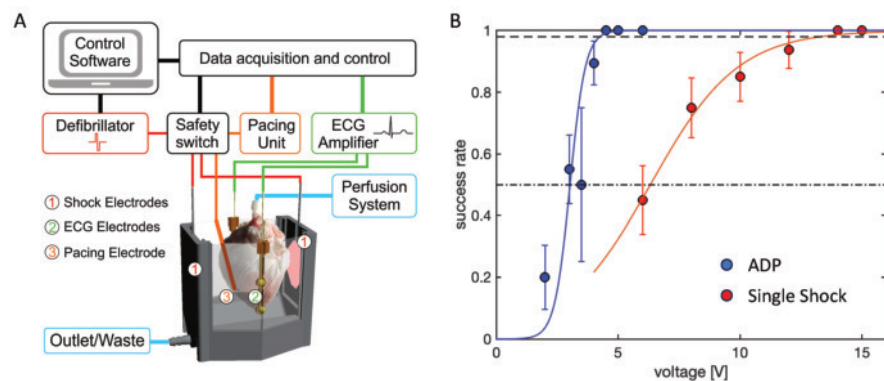 A
Control
Software
Data acquisition and control
Defibrillator
Safety
switch
Pacing
Unit
ECG
Amplifier
Perfusion
System
1 Shock Electrodes
2 ECG Electrodes
3 Pacing Electrode
1
1
3
2
Outlet/Waste
B
success rate
1
0.8
0.6
0.4
0.2
0
0
5
10
15
voltage [V]
ADP
Single Shock